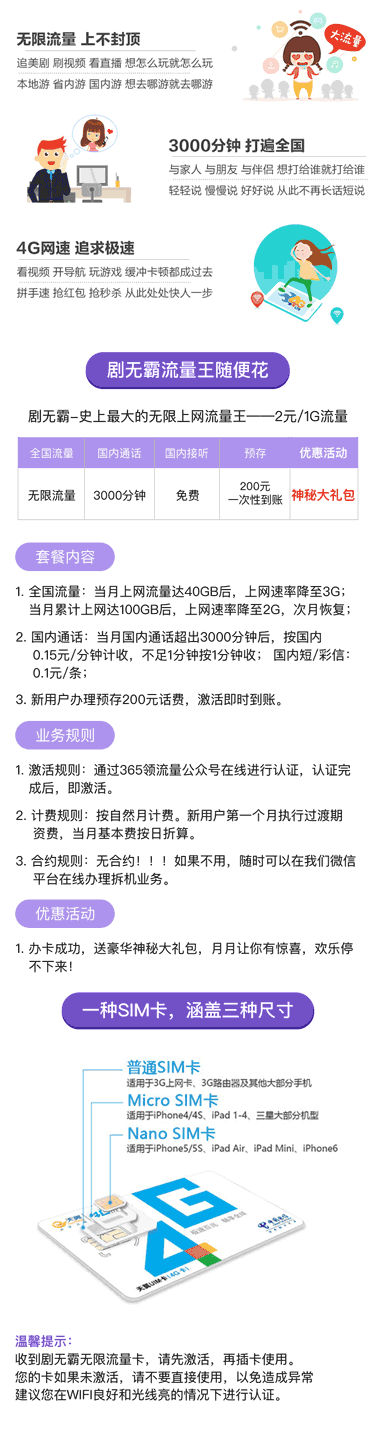 大流量
无限流量 上不封顶
追美剧 刷视频 看直播 想怎么玩就怎么玩
本地游 省内游 国内游 想去哪游就去哪游
3000分钟 打遍全国
与家人 与朋友 与伴侣 想打给谁就打给谁
轻轻说 慢慢说 好好说 从此不再长话短说
4G网速 追求极速
看视频 开导航 玩游戏 缓冲卡顿都成过去
拼手速 抢红包 抢秒杀 从此处处快人一步
剧无霸流量王随便花
剧无霸-史上最大的无限上网流量王——2元/1G流量
全国流量 国内通话 国内接听 预存 优惠活动
无限流量 3000分钟 免费 200元 一次性到账 神秘大礼包
套餐内容
1. 全国流量：当月上网流量达40GB后，上网速率降至3G；
当月累计上网达100GB后，上网速率降至2G，次月恢复；
2. 国内通话：当月国内通话超出3000分钟后，按国内
0.15元/分钟计收，不足1分钟按1分钟收； 国内短/彩信：
0.1元/条；
3. 新用户办理预存200元话费，激活即时到账。
业务规则
1. 激活规则：通过365领流量公众号在线进行认证，认证完
成后，即激活。
2. 计费规则：按自然月计费。新用户第一个月执行过渡期
资费，当月基本费按日折算。
3. 合约规则：无合约！！！如果不用，随时可以在我们微信
平台在线办理拆机业务。
优惠活动
1. 办卡成功，送豪华神秘大礼包，月月让你有惊喜，欢乐停
不下来！
一种SIM卡，涵盖三种尺寸
普通SIM卡
适用于3G上网卡、3G路由器及其他大部分手机
Micro SIM卡
适用于iPhone4/4S、iPad 1-4、三星大部分机型
Nano SIM卡
适用于iPhone5/5S、iPad Air、iPad Mini、iPhone6
天翼
4G
中国电信
天翼UIM卡(4G卡)
温馨提示：
收到剧无霸无限流量卡，请先激活，再插卡使用。
您的卡如果未激活，请不要直接使用，以免造成异常
建议您在WIFI良好和光线亮的情况下进行认证。